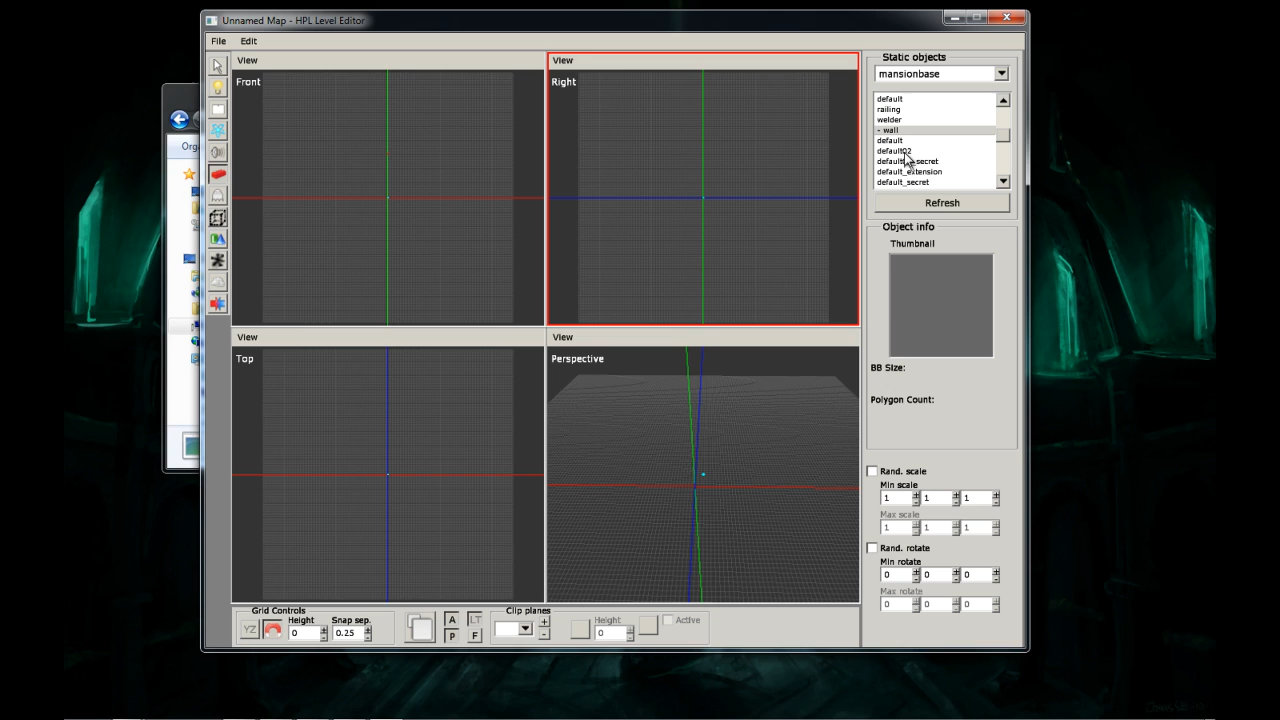 Unnamed Map - HPL Level Editor
File Edit
View
Front
View
Right
View
Top
View
Perspective
Static objects
mansionbase
default
railing
welder
- wall
default
default02
default_extension
default_secret
Refresh
Object info
Thumbnail
BB Size:
Polygon Count:
Rand. scale
Min scale
1 1 1
Max scale
1 1 1
Rand. rotate
Min rotate
0 0 0
Max rotate
0 0 0
Grid Controls
YZ
Height
0
Snap sep.
0.25
A LT
P F
Clip planes
+
-
Height
0
Active
Orga